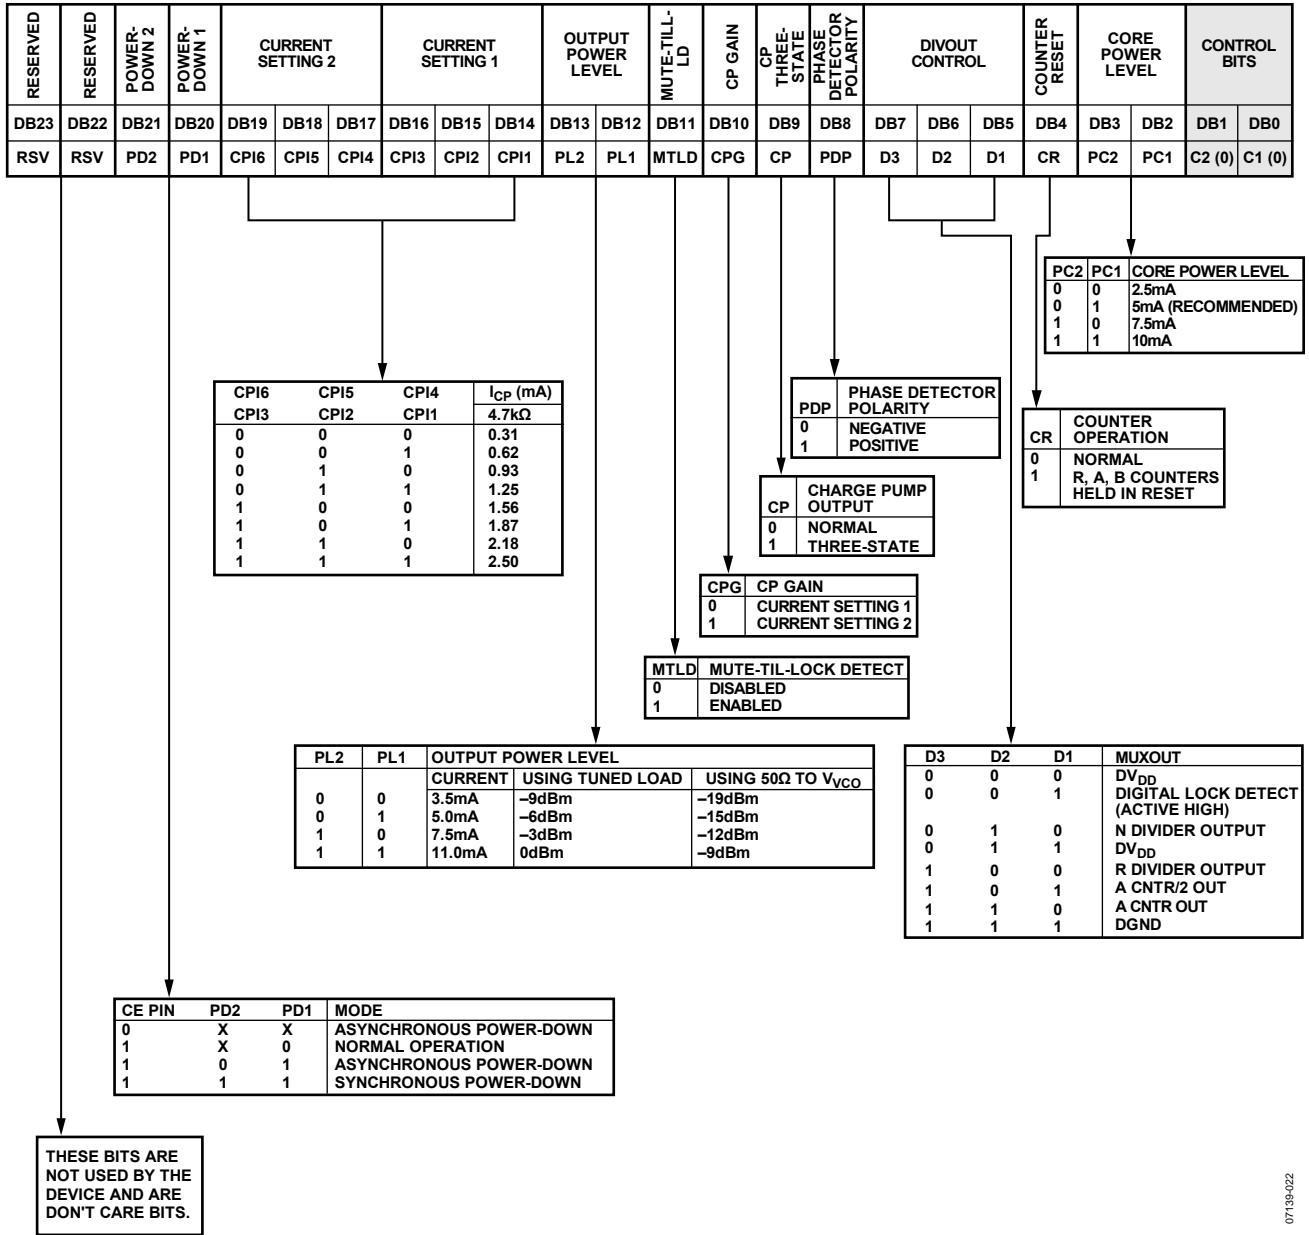 RESERVED RESERVED POWER-DOWN 2 POWER-DOWN 1 CURRENT SETTING 2 CURRENT SETTING 1 OUTPUT POWER LEVEL MUTE-TILL-LD CP GAIN CP THREE-STATE PHASE DETECTOR POLARITY DIVOUT CONTROL COUNTER RESET CORE POWER LEVEL CONTROL BITS
DB23 DB22 DB21 DB20 DB19 DB18 DB17 DB16 DB15 DB14 DB13 DB12 DB11 DB10 DB9 DB8 DB7 DB6 DB5 DB4 DB3 DB2 DB1 DB0
RSV RSV PD2 PD1 CPI6 CPI5 CPI4 CPI3 CPI2 CPI1 PL2 PL1 MTLD CPG CP PDP D3 D2 D1 CR PC2 PC1 C2 (0) C1 (0)
PC2 PC1 CORE POWER LEVEL
0 0 2.5mA
0 1 5mA (RECOMMENDED)
1 0 7.5mA
1 1 10mA
CPI6 CPI5 CPI4 ICP (mA)
CPI3 CPI2 CPI1 4.7kΩ
0 0 0 0.31
0 0 1 0.62
0 1 0 0.93
0 1 1 1.25
1 0 0 1.56
1 0 1 1.87
1 1 0 2.18
1 1 1 2.50
PHASE DETECTOR
PDP POLARITY
0 NEGATIVE
1 POSITIVE
COUNTER
CR OPERATION
0 NORMAL
1 R, A, B COUNTERS
HELD IN RESET
CHARGE PUMP
CP OUTPUT
0 NORMAL
1 THREE-STATE
CPG CP GAIN
0 CURRENT SETTING 1
1 CURRENT SETTING 2
MTLD MUTE-TIL-LOCK DETECT
0 DISABLED
1 ENABLED
PL2 PL1 OUTPUT POWER LEVEL
CURRENT USING TUNED LOAD USING 50Ω TO VVCO
0 0 3.5mA –9dBm –19dBm
0 1 5.0mA –6dBm –15dBm
1 0 7.5mA –3dBm –12dBm
1 1 11.0mA 0dBm –9dBm
D3 D2 D1 MUXOUT
0 0 0 DVDD
0 0 1 DIGITAL LOCK DETECT
(ACTIVE HIGH)
0 1 0 N DIVIDER OUTPUT
0 1 1 DVDD
1 0 0 R DIVIDER OUTPUT
1 0 1 A CNTR/2 OUT
1 1 0 A CNTR OUT
1 1 1 DGND
CE PIN PD2 PD1 MODE
0 X X ASYNCHRONOUS POWER-DOWN
1 X 0 NORMAL OPERATION
1 0 1 ASYNCHRONOUS POWER-DOWN
1 1 1 SYNCHRONOUS POWER-DOWN
THESE BITS ARE
NOT USED BY THE
DEVICE AND ARE
DON'T CARE BITS.
07139-022